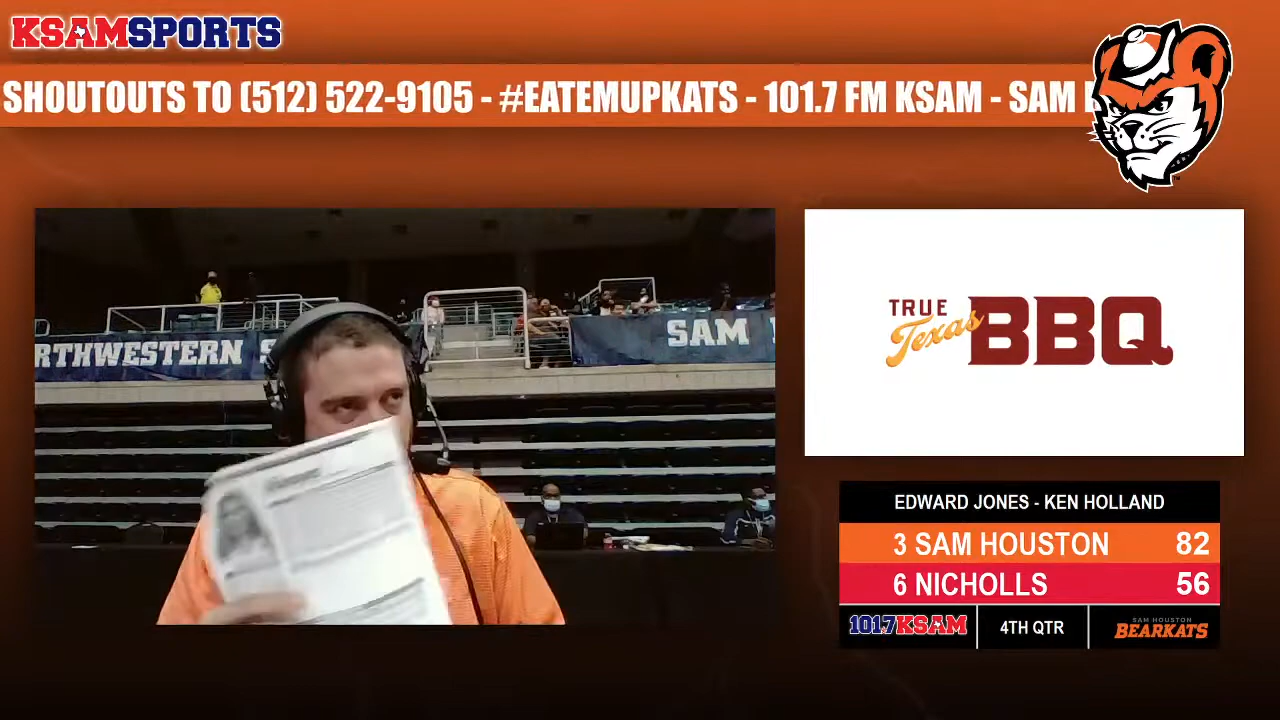 KSAMSPORTS
SHOUTOUTS TO (512) 522-9105 - #EATEMUPKATS - 101.7 FM KSAM - SAM
RTHWESTERN S
SAM
TRUE
Texas BBQ
EDWARD JONES - KEN HOLLAND
3 SAM HOUSTON 82
6 NICHOLLS 56
1017KSAM
4TH QTR
SAM HOUSTON
BEARKATS